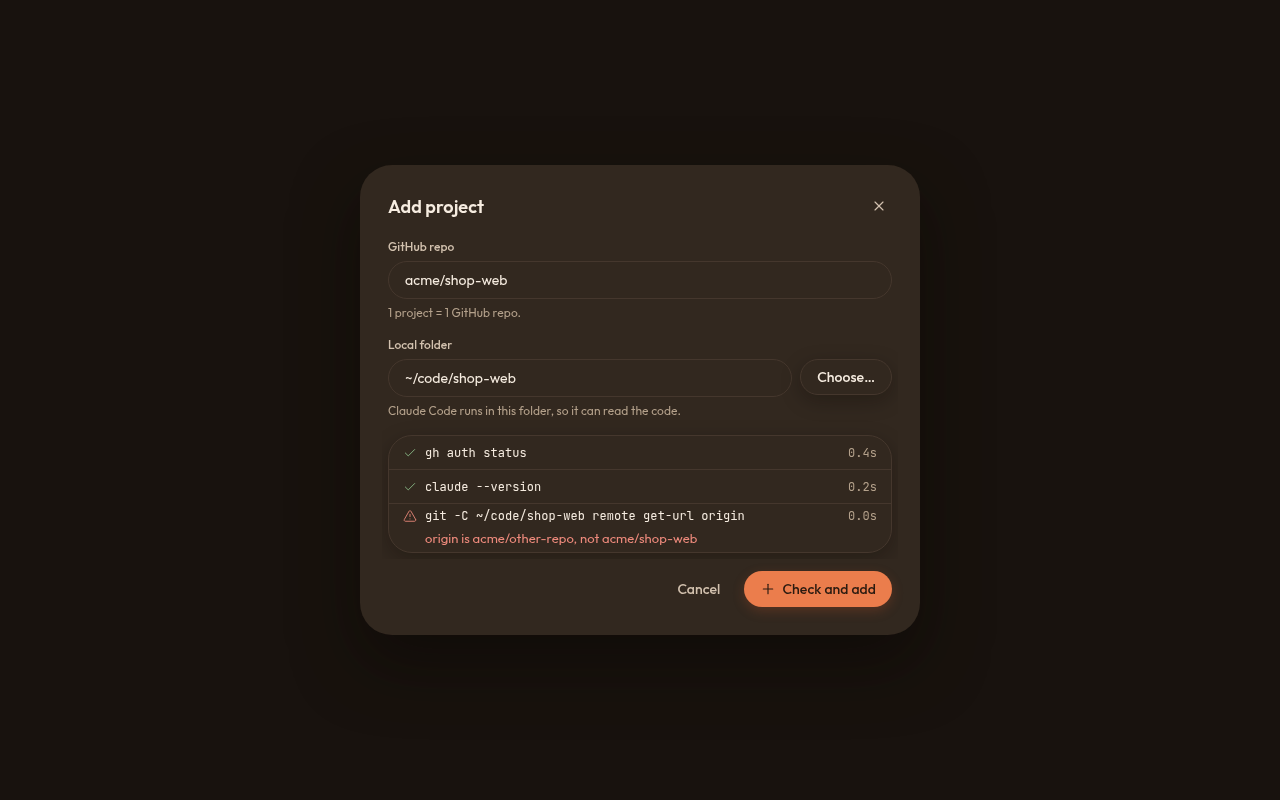 Add project
GitHub repo
acme/shop-web
1 project = 1 GitHub repo.
Local folder
~/code/shop-web
Choose…
Claude Code runs in this folder, so it can read the code.
gh auth status 0.4s
claude --version 0.2s
git -C ~/code/shop-web remote get-url origin 0.0s
origin is acme/other-repo, not acme/shop-web
Cancel
Check and add